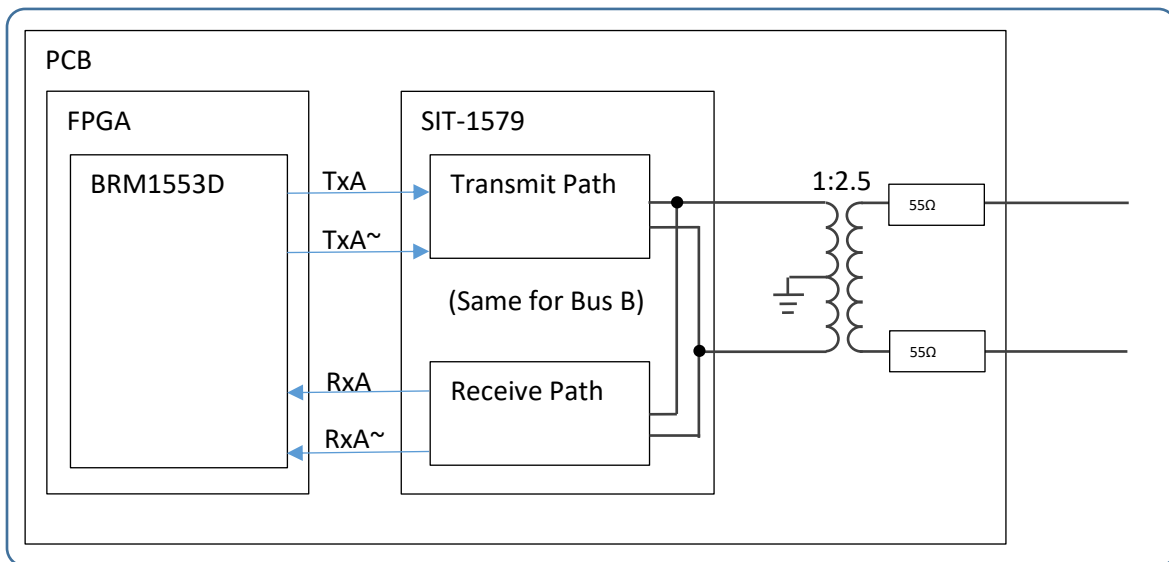 PCB
FPGA
SIT-1579
BRM1553D
TxA
Transmit Path
1:2.5
55Ω
TxA~
(Same for Bus B)
RxA
Receive Path
55Ω
RxA~